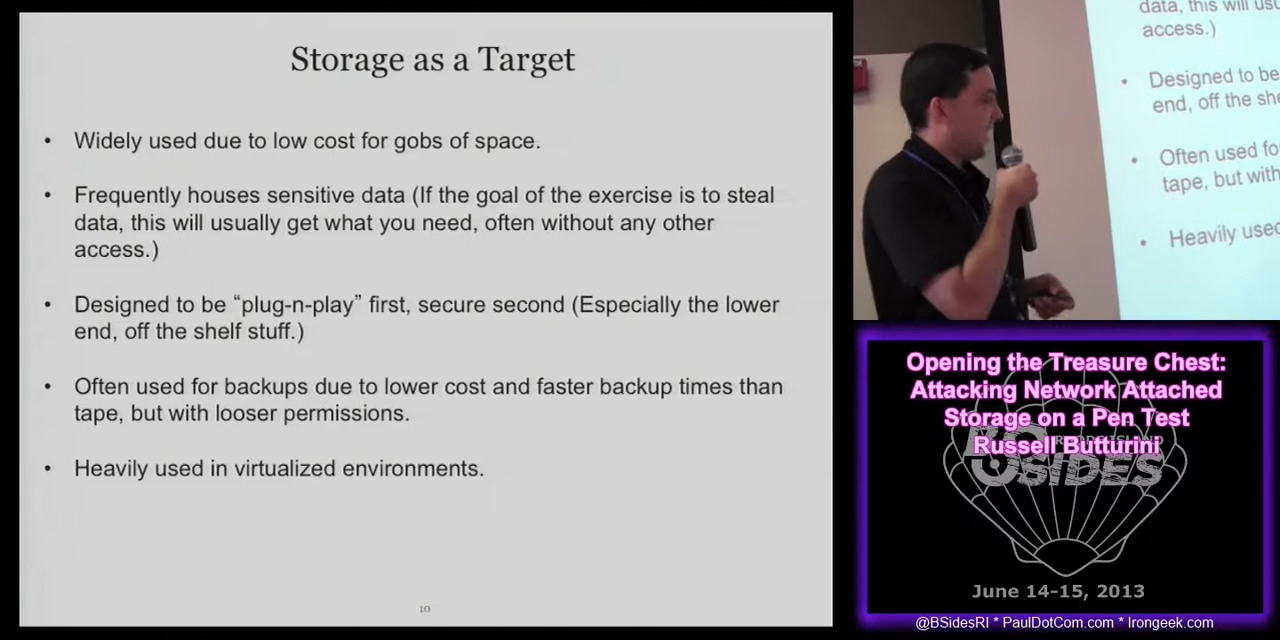 Storage as a Target
• Widely used due to low cost for gobs of space.
• Frequently houses sensitive data (If the goal of the exercise is to steal
data, this will usually get what you need, often without any other
access.)
• Designed to be “plug-n-play” first, secure second (Especially the lower
end, off the shelf stuff.)
• Often used for backups due to lower cost and faster backup times than
tape, but with looser permissions.
• Heavily used in virtualized environments.
10
data, this will
access.)
• Designed to be
end, off the
• Often used
tape, but with
• Heavily used
Opening the Treasure Chest:
Attacking Network Attached
Storage on a Pen Test
Russell Butturini
BSIDES
June 14-15, 2013
@BSidesRI * PaulDotCom.com * Irongeek.com